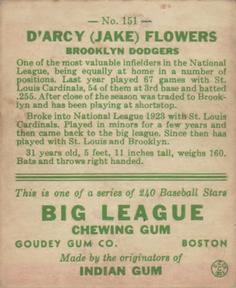 — No. 151 —
D'ARCY (JAKE) FLOWERS
BROOKLYN DODGERS
One of the most valuable infielders in the National
League, being equally at home in a number of
positions. Last year played 67 games with St.
Louis Cardinals, 54 of them at 3rd base and batted
.255. After close of the season was traded to Brook-
lyn and has been playing at shortstop.
Broke into National League 1923 with St. Louis
Cardinals. Played in minors for a few years and
then came back to the big league. Since then has
played with St. Louis and Brooklyn.
31 years old, 5 feet, 11 inches tall, weighs 160.
Bats and throws right handed.
This is one of a series of 240 Baseball Stars
BIG LEAGUE
CHEWING GUM
GOUDEY GUM CO. BOSTON
Made by the originators of
INDIAN GUM